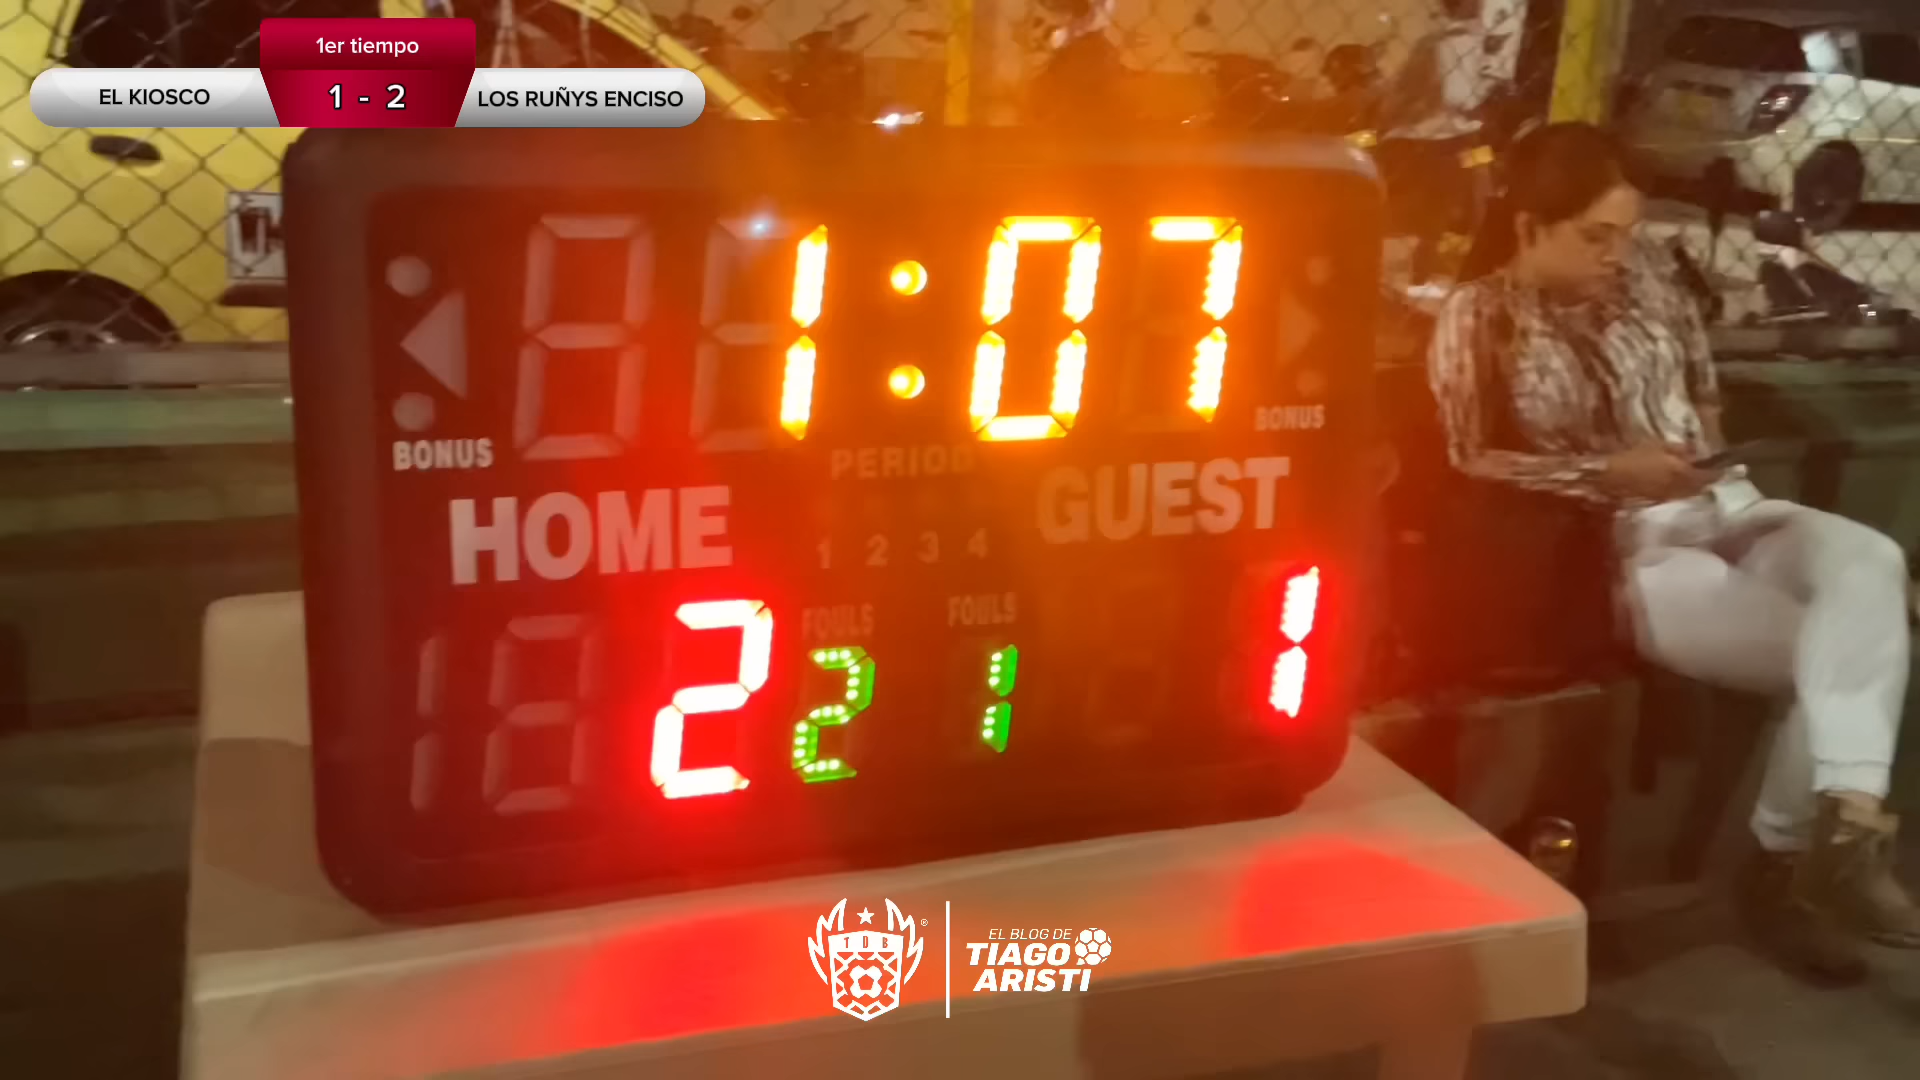 1er tiempo
EL KIOSCO 1 - 2 LOS RUÑYS ENCISO
1:07
BONUS PERIOD BONUS
HOME GUEST
1 2 3 4
FOULS FOULS
2 2 1 1
TDB
EL BLOG DE
TIAGO
ARISTI